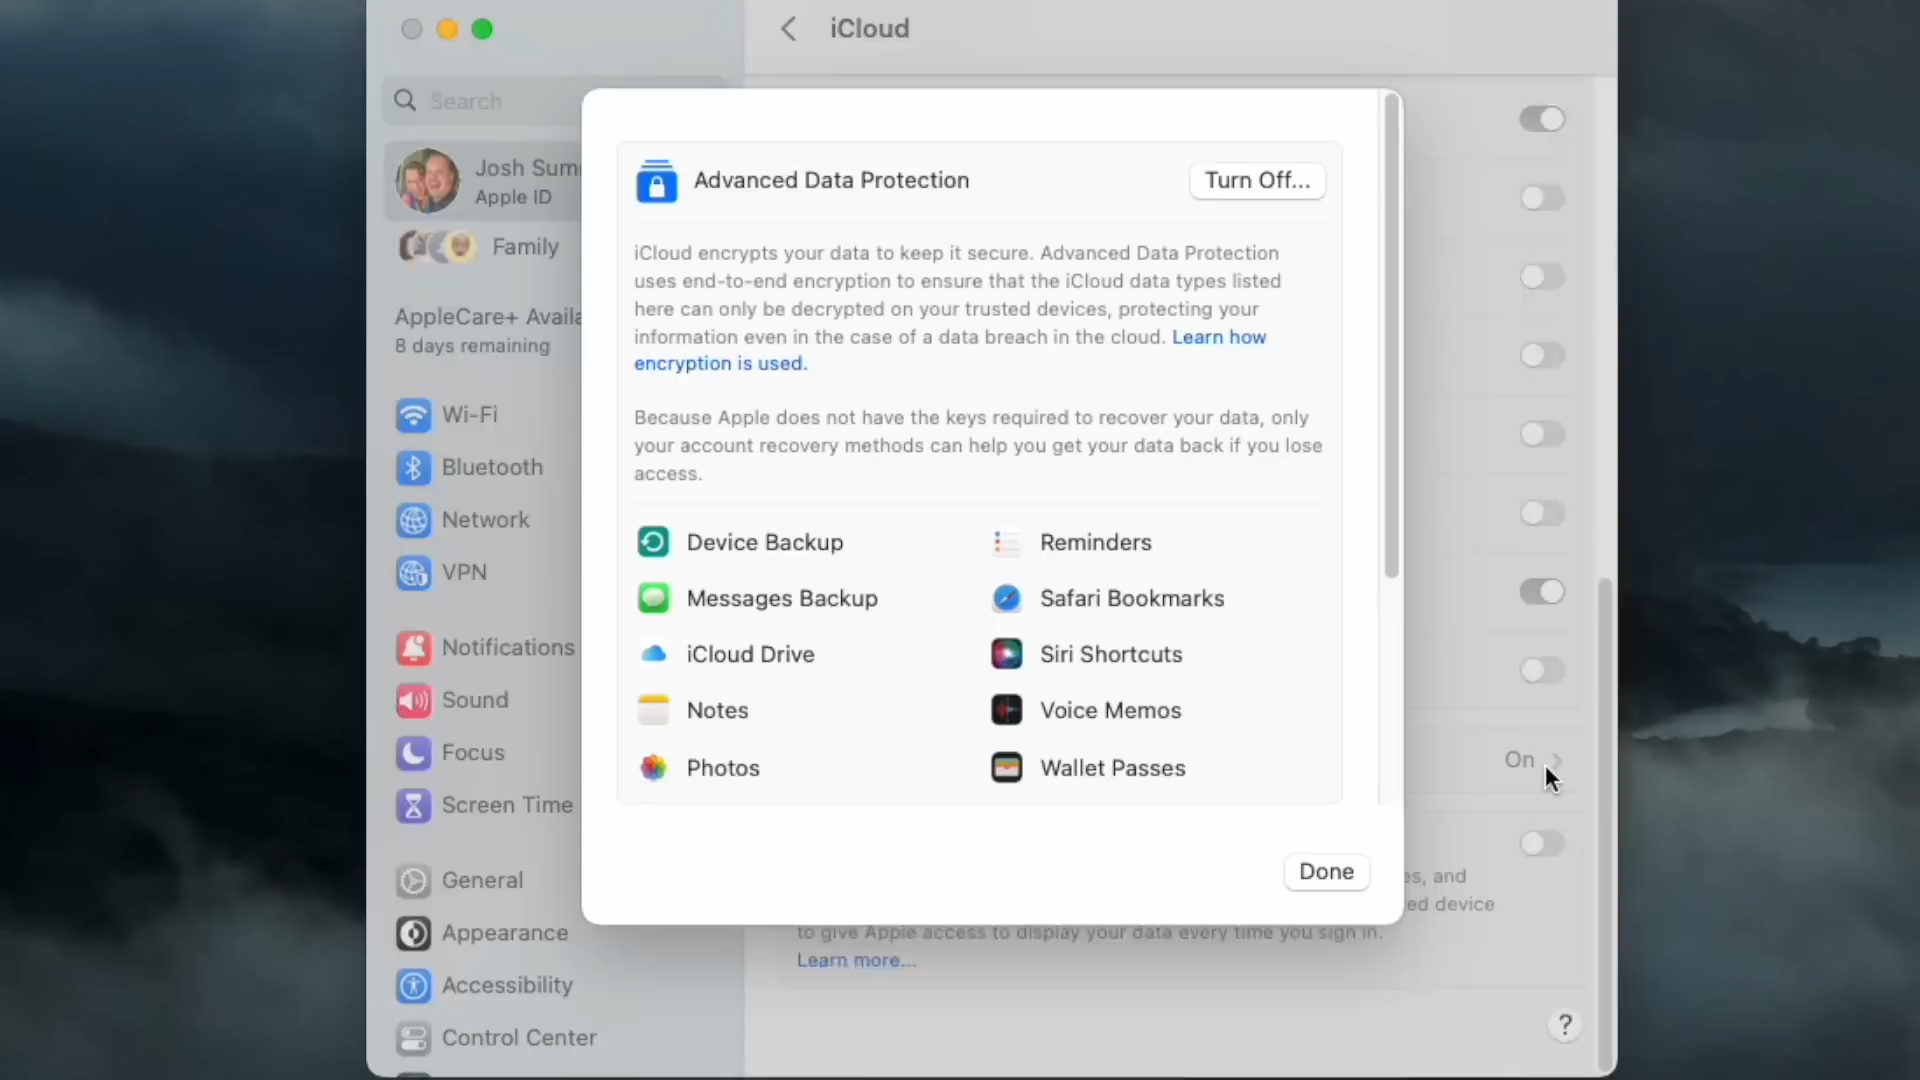 iCloud
Search
Josh Sum
Apple ID
Family
AppleCare+ Availa
8 days remaining
Wi-Fi
Bluetooth
Network
VPN
Notifications
Sound
Focus
Screen Time
General
Appearance
Accessibility
Control Center
Advanced Data Protection
Turn Off...
iCloud encrypts your data to keep it secure. Advanced Data Protection
uses end-to-end encryption to ensure that the iCloud data types listed
here can only be decrypted on your trusted devices, protecting your
information even in the case of a data breach in the cloud. Learn how
encryption is used.
Because Apple does not have the keys required to recover your data, only
your account recovery methods can help you get your data back if you lose
access.
Device Backup
Reminders
Messages Backup
Safari Bookmarks
iCloud Drive
Siri Shortcuts
Notes
Voice Memos
Photos
Wallet Passes
Done
On
es, and
ed device
to give Apple access to display your data every time you sign in.
Learn more...
?